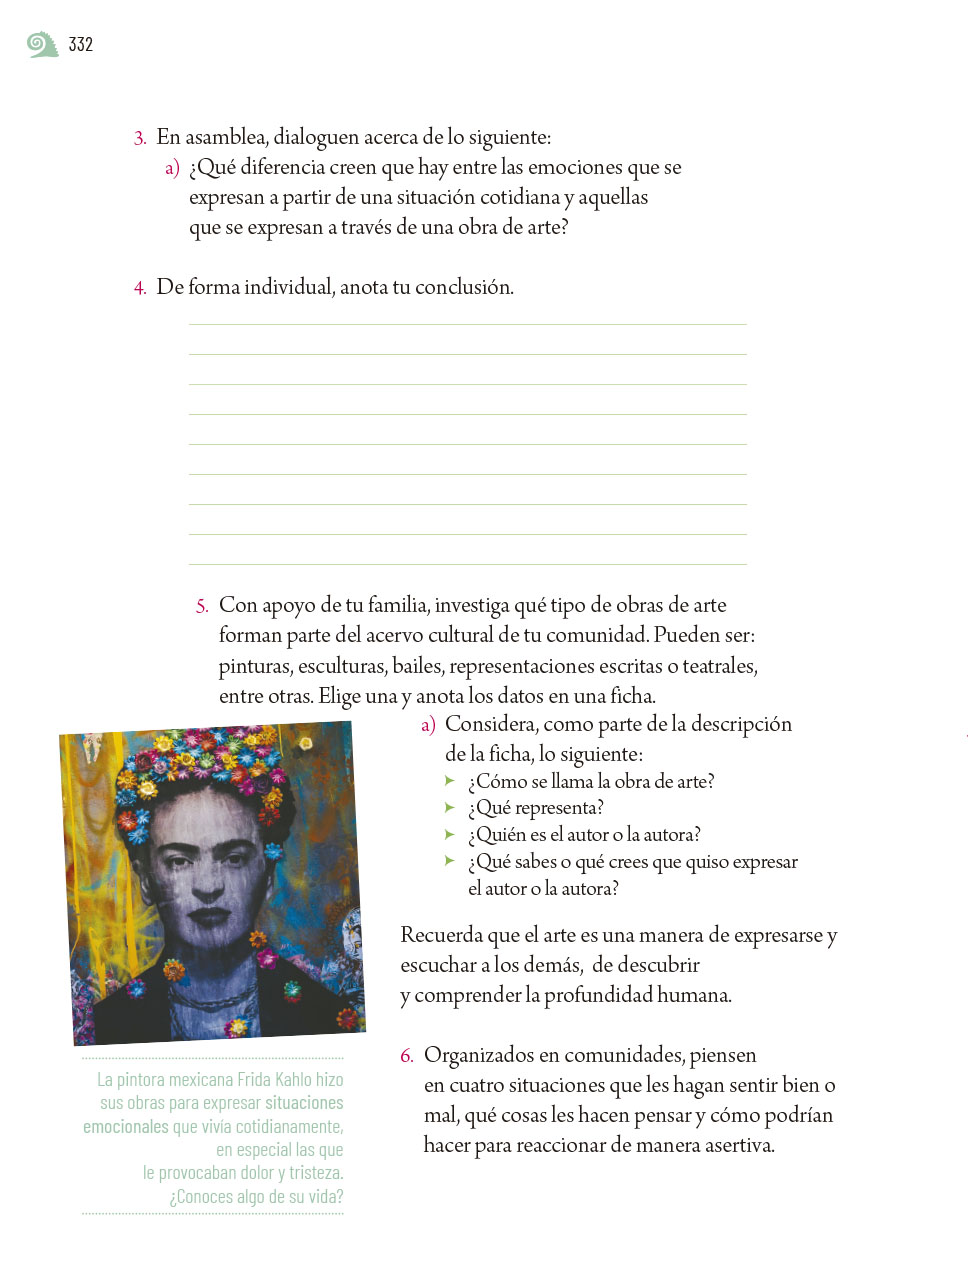 332
3. En asamblea, dialoguen acerca de lo siguiente:
a) ¿Qué diferencia creen que hay entre las emociones que se
expresan a partir de una situación cotidiana y aquellas
que se expresan a través de una obra de arte?
4. De forma individual, anota tu conclusión.
5. Con apoyo de tu familia, investiga qué tipo de obras de arte
forman parte del acervo cultural de tu comunidad. Pueden ser:
pinturas, esculturas, bailes, representaciones escritas o teatrales,
entre otras. Elige una y anota los datos en una ficha.
a) Considera, como parte de la descripción
de la ficha, lo siguiente:
¿Cómo se llama la obra de arte?
¿Qué representa?
¿Quién es el autor o la autora?
¿Qué sabes o qué crees que quiso expresar
el autor o la autora?
Recuerda que el arte es una manera de expresarse y
escuchar a los demás, de descubrir
y comprender la profundidad humana.
6. Organizados en comunidades, piensen
en cuatro situaciones que les hagan sentir bien o
mal, qué cosas les hacen pensar y cómo podrían
hacer para reaccionar de manera asertiva.
La pintora mexicana Frida Kahlo hizo
sus obras para expresar situaciones
emocionales que vivía cotidianamente,
en especial las que
le provocaban dolor y tristeza.
¿Conoces algo de su vida?